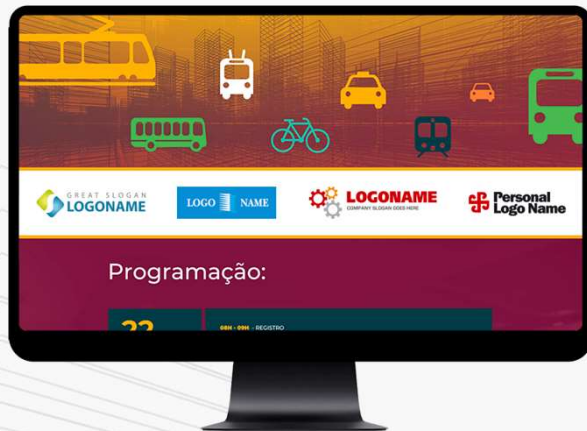 GREAT SLOGAN
LOGONAME
LOGO NAME
LOGONAME
COMPANY SLOGAN GOES HERE
Personal
Logo Name
Programação:
22
08H - 09H - REGISTRO